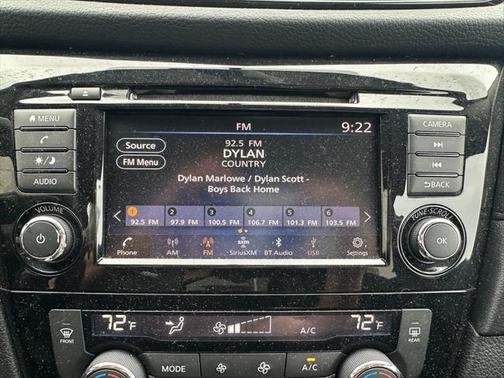 FM
9:22
MENU
AUDIO
Source
FM Menu
92.5 FM
DYLAN
COUNTRY
Dylan Marlowe / Dylan Scott -
Boys Back Home
1 2 3 4 5 6
92.5 FM 97.9 FM 100.5 FM 106.7 FM 101.3 FM 103.5 FM
Phone AM FM SiriusXM BT Audio USB Settings
sxm
CAMERA
BACK
VOLUME
TUNE·SCROLL
OK
72°F
A/C
72°F
FRONT
REAR
MODE
A/C